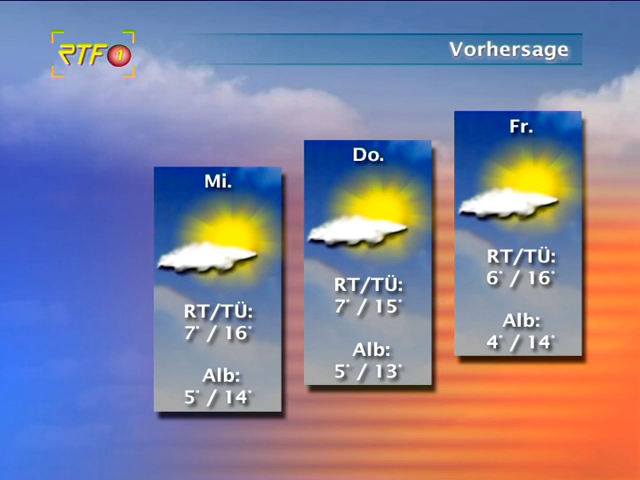 RTF 1
Vorhersage
Mi.
RT/TÜ:
7° / 16°
Alb:
5° / 14°
Do.
RT/TÜ:
7° / 15°
Alb:
5° / 13°
Fr.
RT/TÜ:
6° / 16°
Alb:
4° / 14°